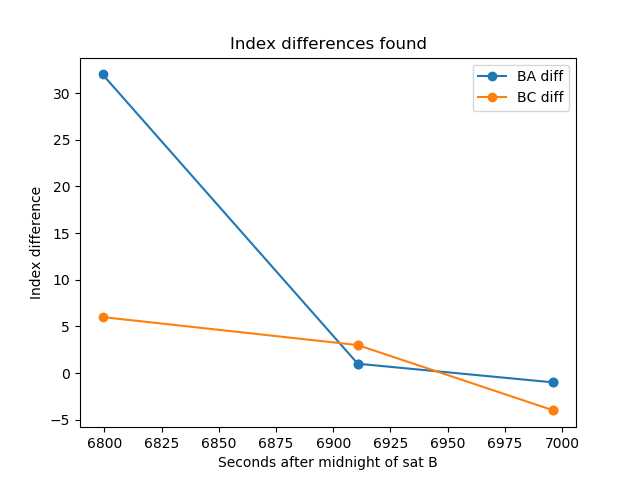 Index differences found
BA diff
BC diff
30
25
20
15
10
5
0
−5
Index difference
6800 6825 6850 6875 6900 6925 6950 6975 7000
Seconds after midnight of sat B